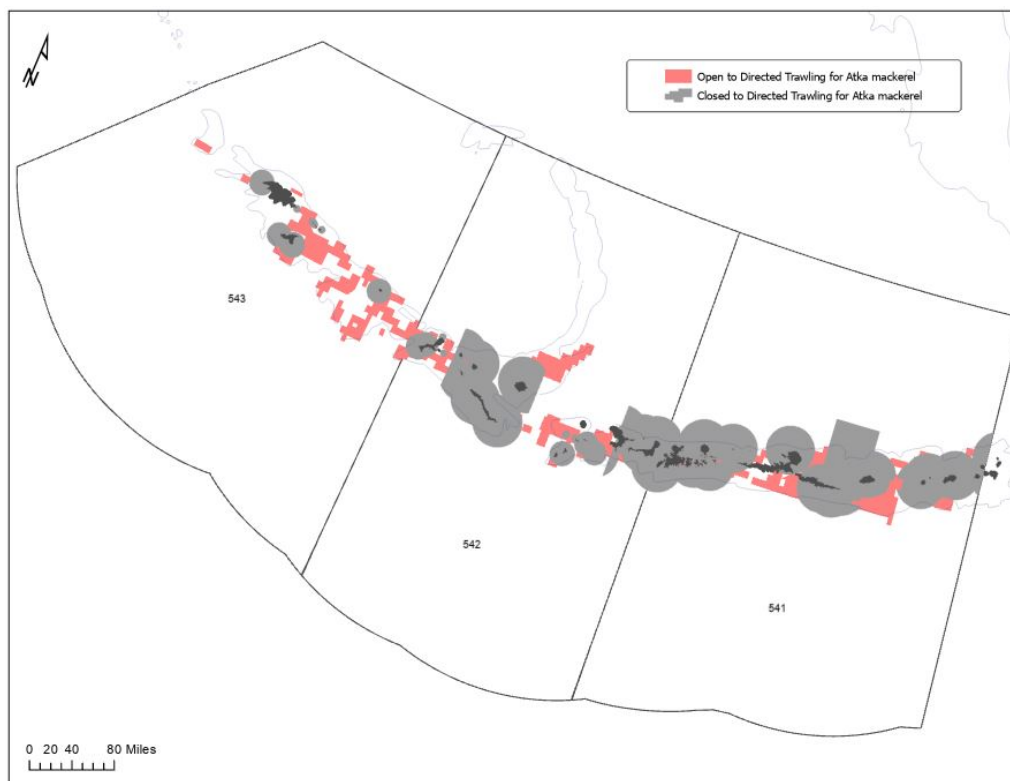 N
Open to Directed Trawling for Atka mackerel
Closed to Directed Trawling for Atka mackerel
543
542
541
0 20 40 80 Miles